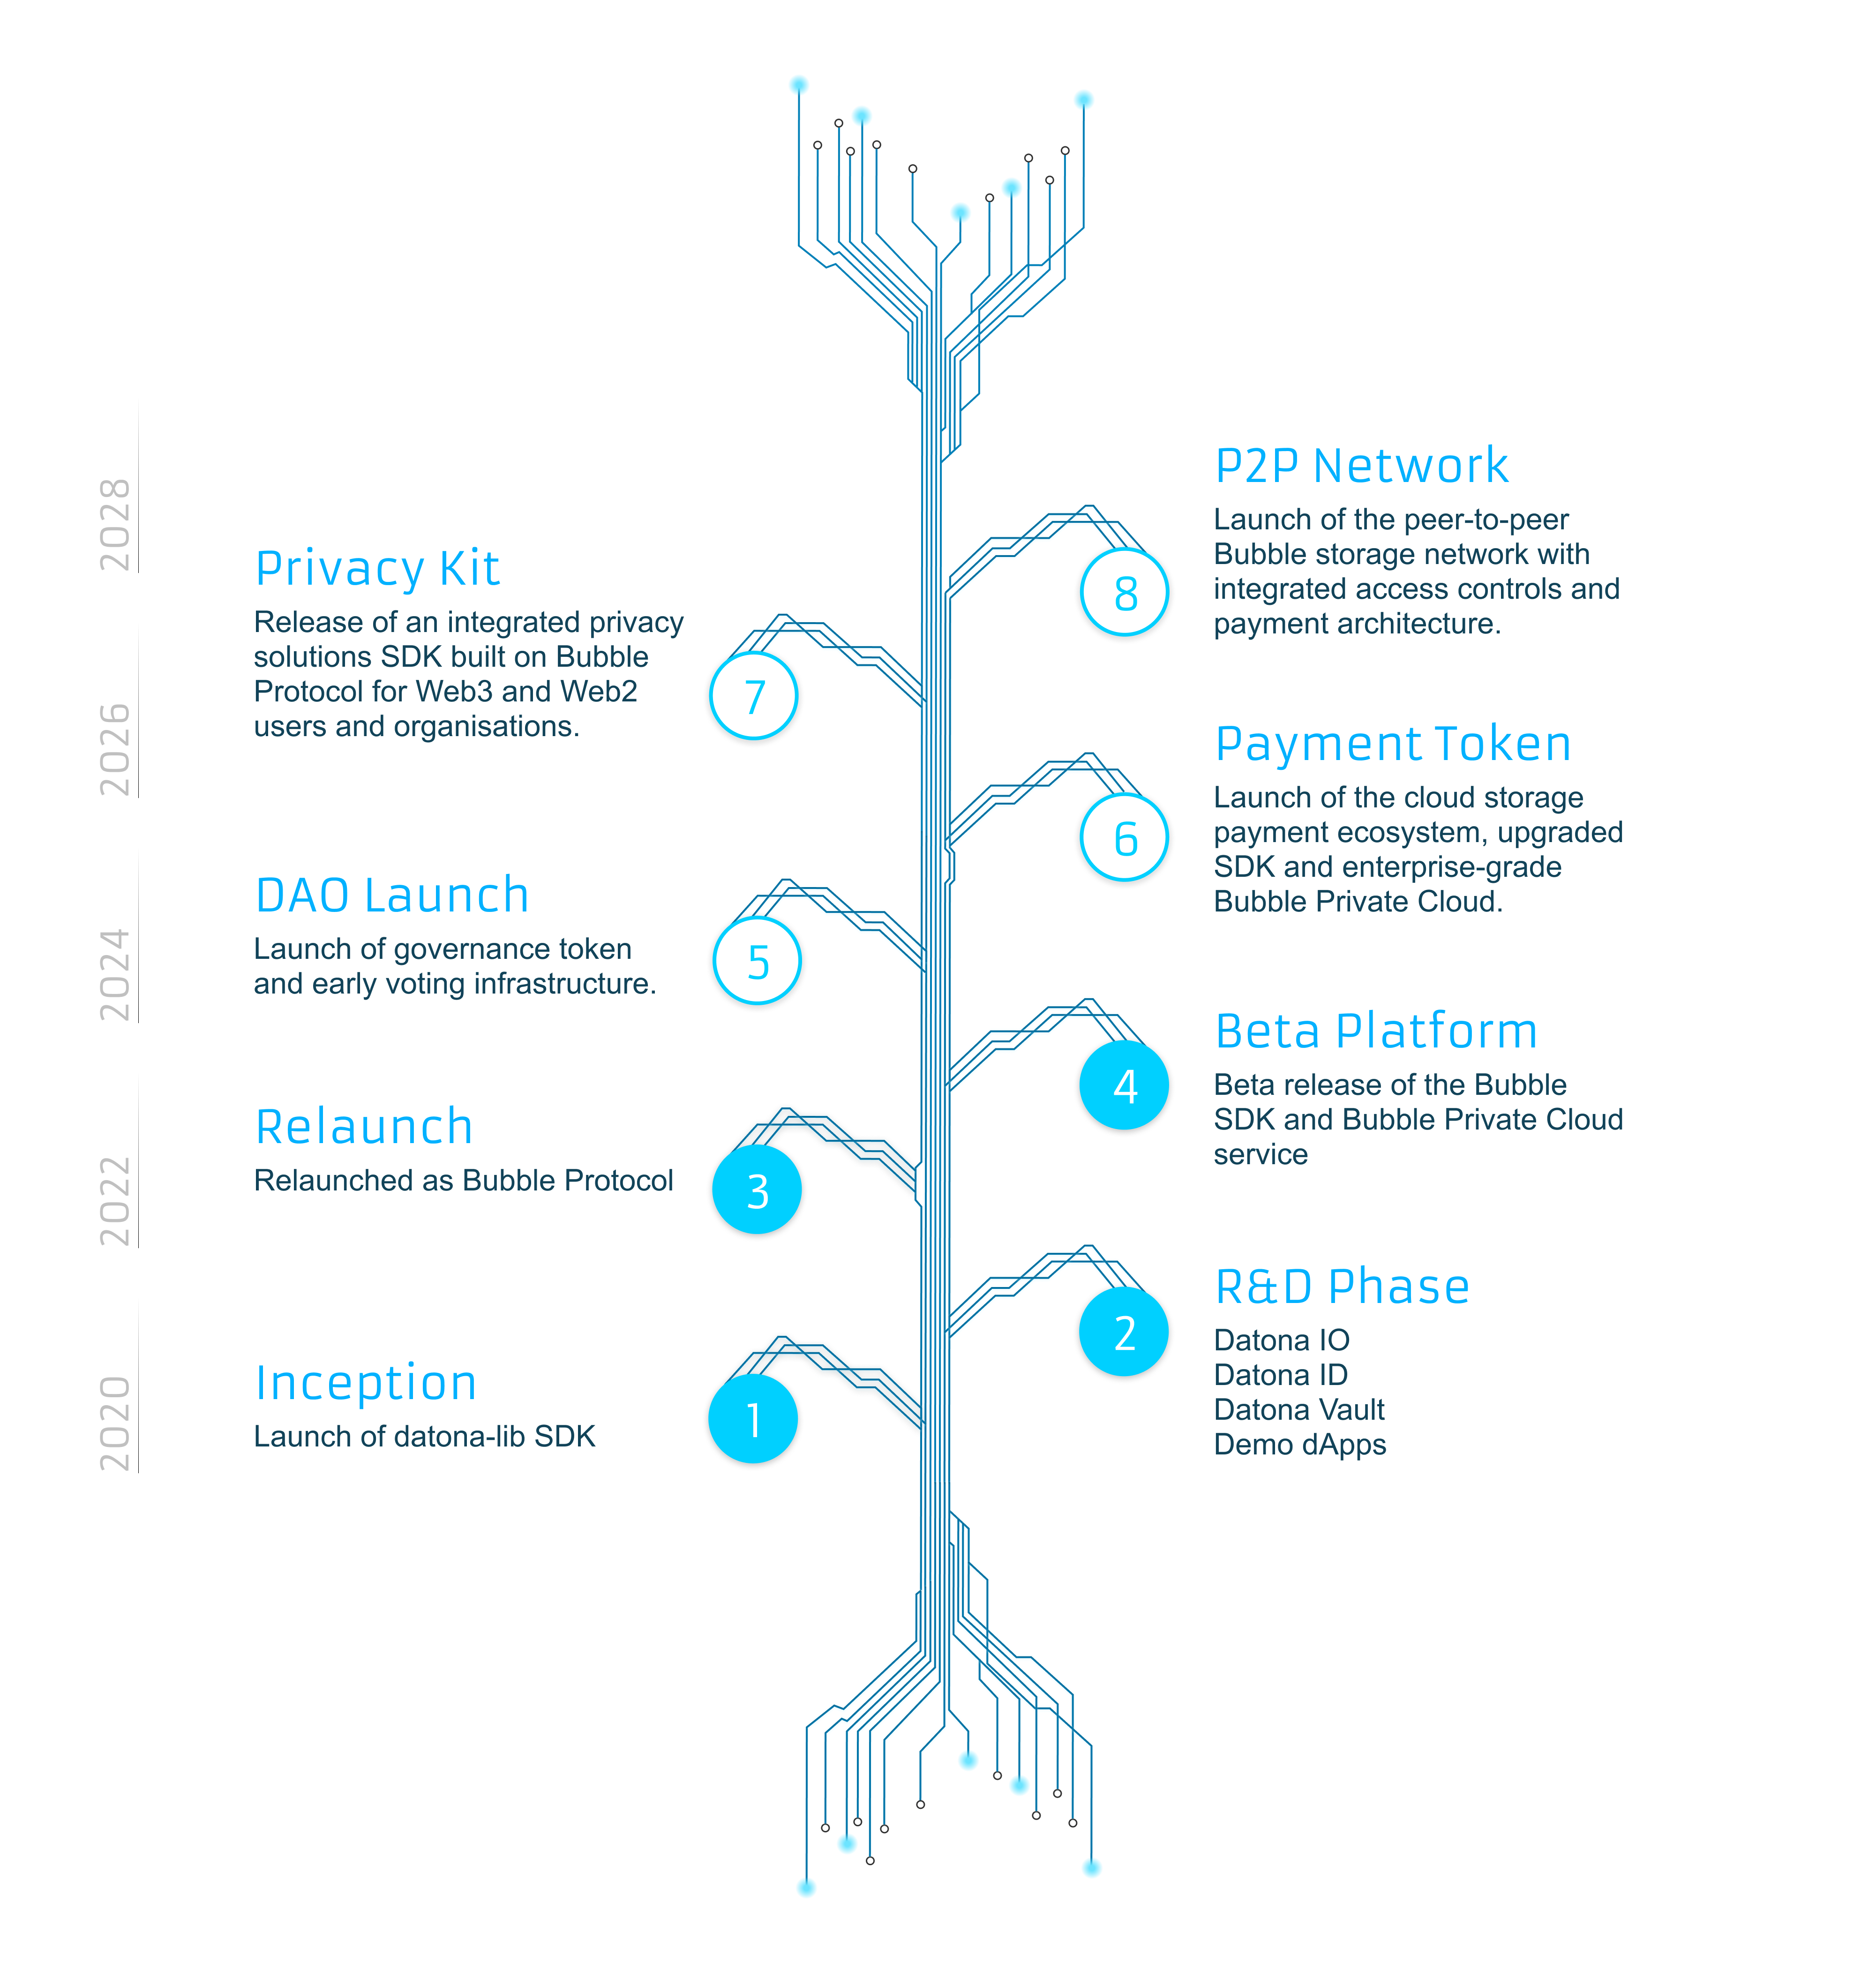 P2P Network
Launch of the peer-to-peer
Bubble storage network with
integrated access controls and
payment architecture.
8
2028
Privacy Kit
Release of an integrated privacy
solutions SDK built on Bubble
Protocol for Web3 and Web2
users and organisations.
7
2026
Payment Token
Launch of the cloud storage
payment ecosystem, upgraded
SDK and enterprise-grade
Bubble Private Cloud.
6
DAO Launch
Launch of governance token
and early voting infrastructure.
5
2024
Beta Platform
Beta release of the Bubble
SDK and Bubble Private Cloud
service
4
Relaunch
Relaunched as Bubble Protocol
3
2022
R&D Phase
Datona IO
Datona ID
Datona Vault
Demo dApps
2
Inception
Launch of datona-lib SDK
1
2020